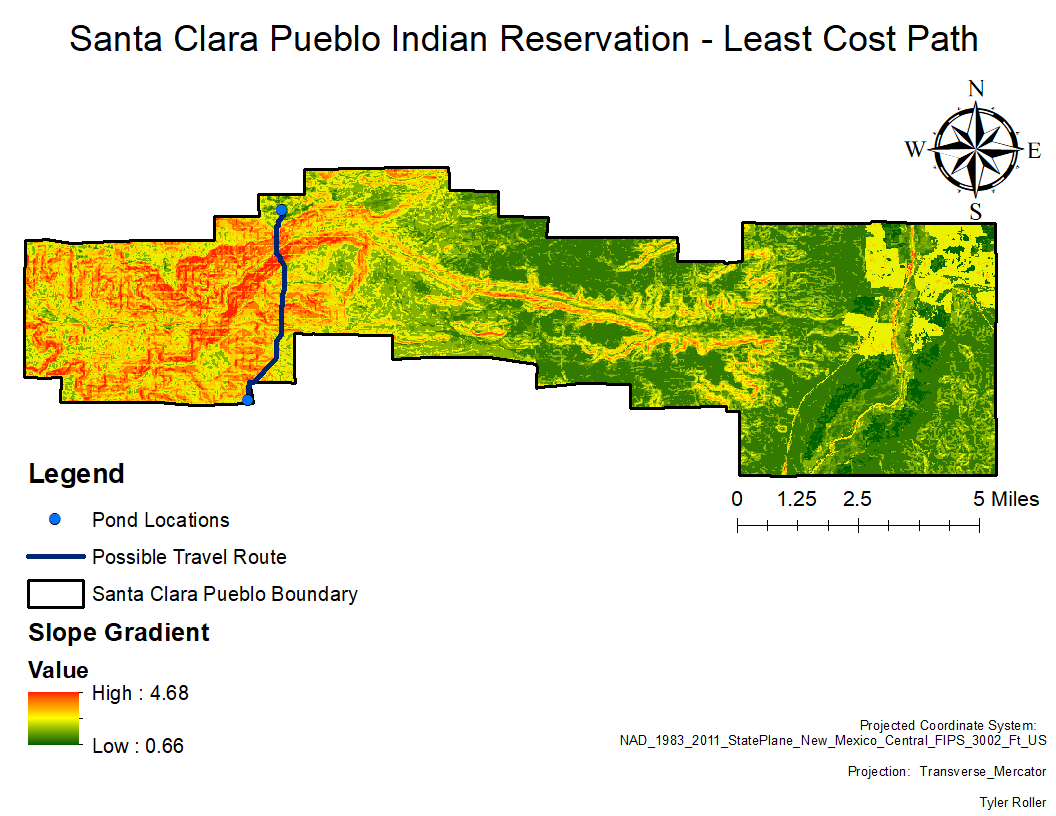 Santa Clara Pueblo Indian Reservation - Least Cost Path
N
W E
S
0 1.25 2.5 5 Miles
Legend
Pond Locations
Possible Travel Route
Santa Clara Pueblo Boundary
Slope Gradient
Value
High : 4.68
Low : 0.66
Projected Coordinate System:
NAD_1983_2011_StatePlane_New_Mexico_Central_FIPS_3002_Ft_US
Projection: Transverse_Mercator
Tyler Roller